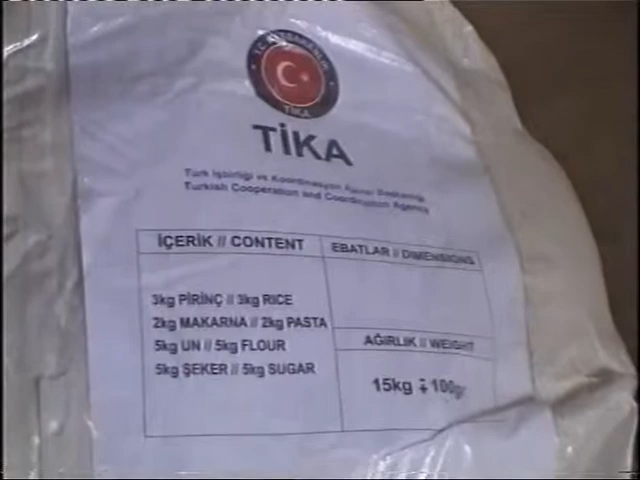 T.C. BAŞBAKANLIK
TİKA
TİKA
Türk İşbirliği ve Koordinasyon Ajansı Başkanlığı
Turkish Cooperation and Coordination Agency
İÇERİK // CONTENT
EBATLAR // DIMENSIONS
3kg PİRİNÇ // 3kg RICE
2kg MAKARNA // 2kg PASTA
5kg UN // 5kg FLOUR
5kg ŞEKER // 5kg SUGAR
AĞIRLIK // WEIGHT
15kg ∓ 100gr